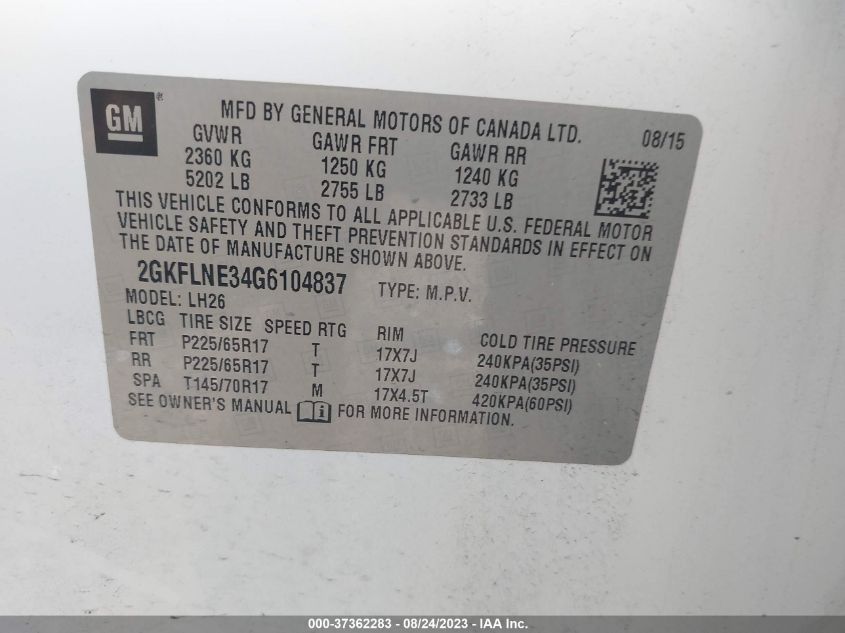 GM®
MFD BY GENERAL MOTORS OF CANADA LTD. 08/15
GVWR GAWR FRT GAWR RR
2360 KG 1250 KG 1240 KG
5202 LB 2755 LB 2733 LB
THIS VEHICLE CONFORMS TO ALL APPLICABLE U.S. FEDERAL MOTOR
VEHICLE SAFETY AND THEFT PREVENTION STANDARDS IN EFFECT ON
THE DATE OF MANUFACTURE SHOWN ABOVE.
2GKFLNE34G6104837 TYPE: M.P.V.
MODEL: LH26
LBCG TIRE SIZE SPEED RTG RIM COLD TIRE PRESSURE
FRT P225/65R17 T 17X7J 240KPA(35PSI)
RR P225/65R17 T 17X7J 240KPA(35PSI)
SPA T145/70R17 M 17X4.5T 420KPA(60PSI)
SEE OWNER'S MANUAL FOR MORE INFORMATION.
000-37362283 - 08/24/2023 - IAA Inc.